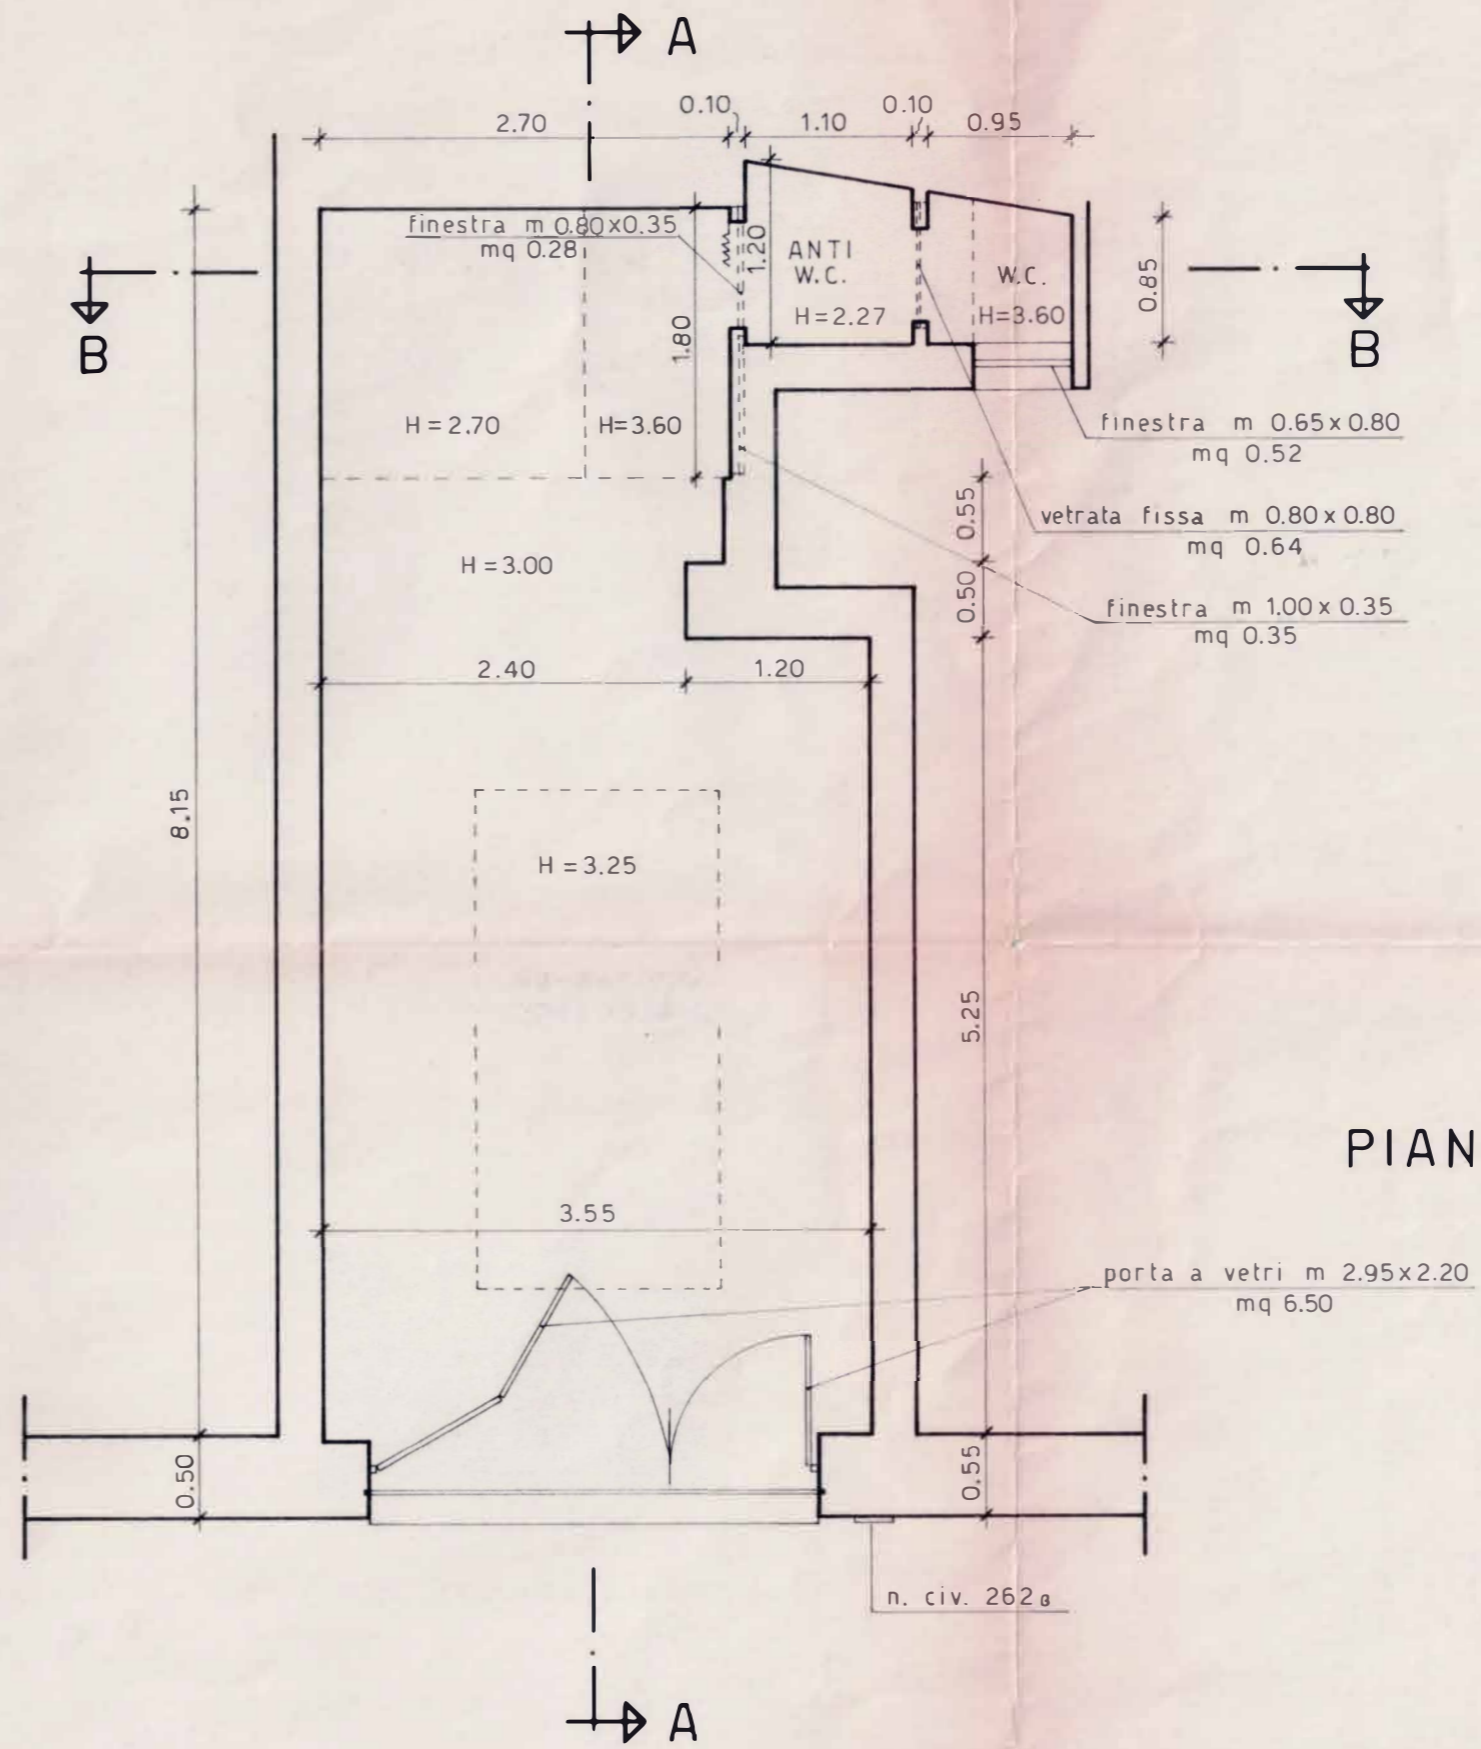 A
2.70
0.10
1.10
0.10
0.95
finestra m 0.80x0.35
mq 0.28
1.20
ANTI
W.C.
H=2.27
W.C.
H=3.60
0.85
B
B
1.80
H=2.70
H=3.60
finestra m 0.65x0.80
mq 0.52
0.55
vetrata fissa m 0.80x0.80
mq 0.64
H=3.00
0.50
finestra m 1.00x0.35
mq 0.35
2.40
1.20
8.15
H=3.25
5.25
PIAN
3.55
porta a vetri m 2.95x2.20
mq 6.50
0.50
0.55
n. civ. 262B
A